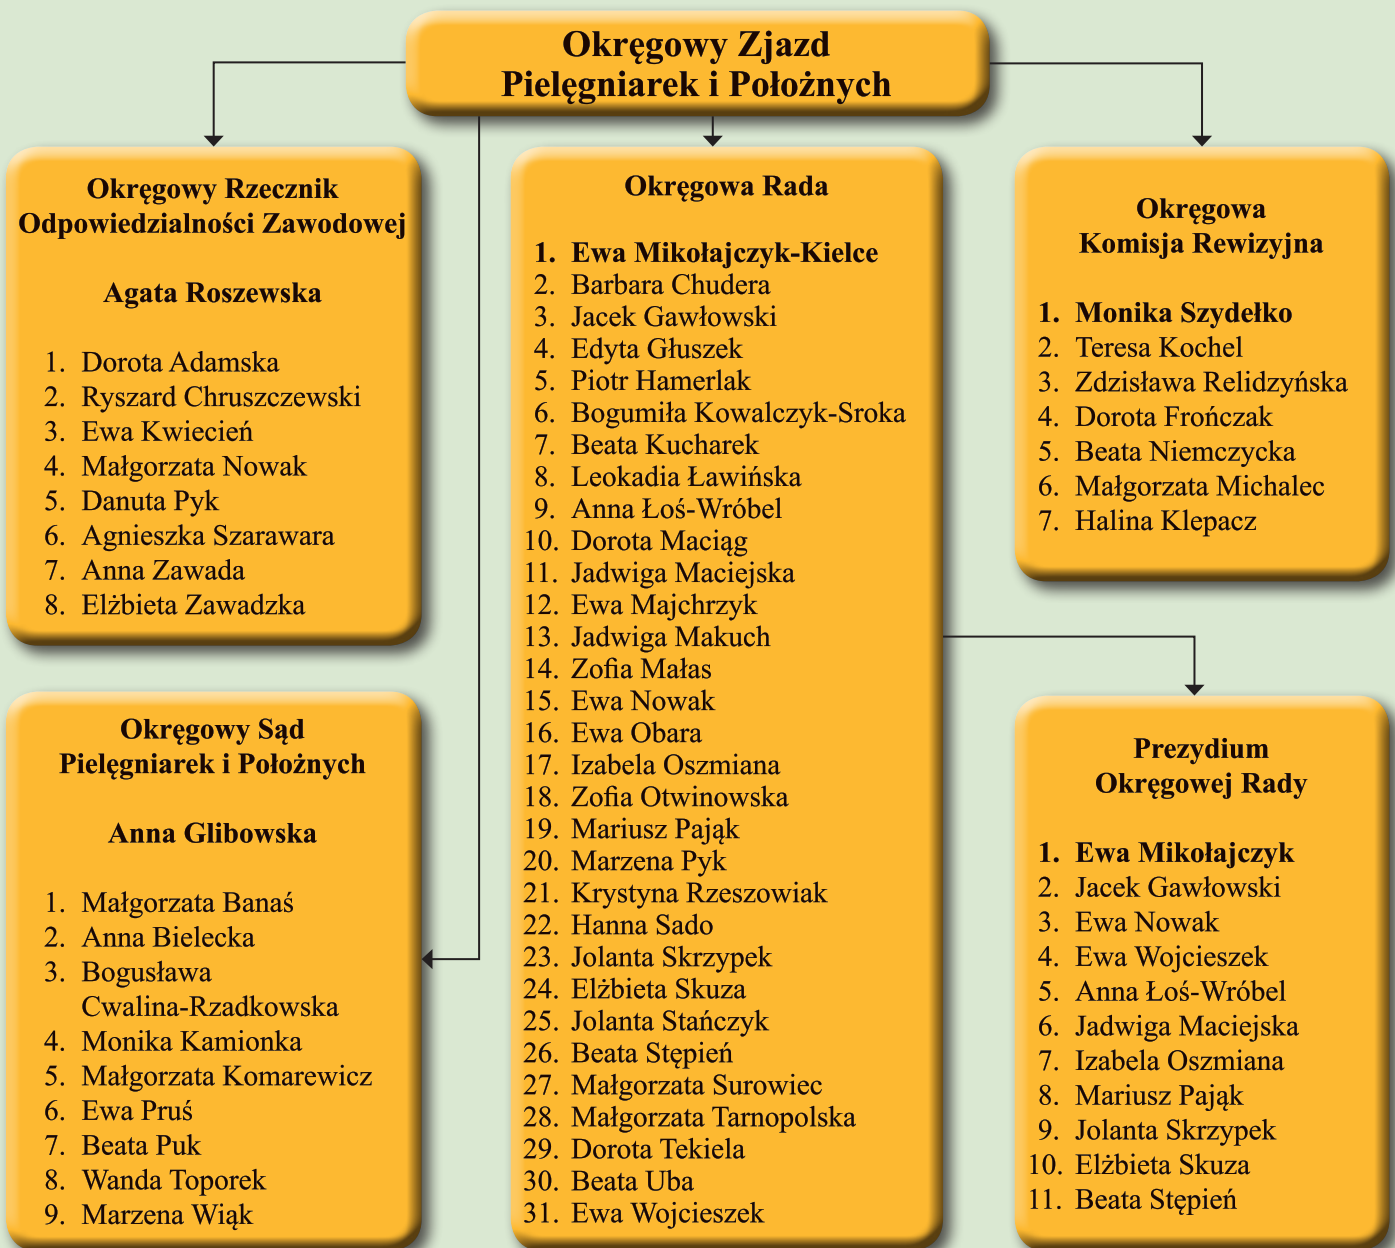 Okręgowy Zjazd
Pielęgniarek i Położnych
Okręgowy Rzecznik
Odpowiedzialności Zawodowej
Agata Roszewska
1. Dorota Adamska
2. Ryszard Chruszczewski
3. Ewa Kwiecień
4. Małgorzata Nowak
5. Danuta Pyk
6. Agnieszka Szarawara
7. Anna Zawada
8. Elżbieta Zawadzka
Okręgowy Sąd
Pielęgniarek i Położnych
Anna Glibowska
1. Małgorzata Banaś
2. Anna Bielecka
3. Bogusława
Cwalina-Rzadkowska
4. Monika Kamionka
5. Małgorzata Komarewicz
6. Ewa Pruś
7. Beata Puk
8. Wanda Toporek
9. Marzena Wiąk
Okręgowa Rada
1. Ewa Mikołajczyk-Kielce
2. Barbara Chudera
3. Jacek Gawłowski
4. Edyta Głuszek
5. Piotr Hamerlak
6. Bogumiła Kowalczyk-Sroka
7. Beata Kucharek
8. Leokadia Ławińska
9. Anna Łoś-Wróbel
10. Dorota Maciąg
11. Jadwiga Maciejska
12. Ewa Majchrzyk
13. Jadwiga Makuch
14. Zofia Małas
15. Ewa Nowak
16. Ewa Obara
17. Izabela Oszmiana
18. Zofia Otwinowska
19. Mariusz Pająk
20. Marzena Pyk
21. Krystyna Rzeszowiak
22. Hanna Sado
23. Jolanta Skrzypek
24. Elżbieta Skuza
25. Jolanta Stańczyk
26. Beata Stępień
27. Małgorzata Surowiec
28. Małgorzata Tarnopolska
29. Dorota Tekiela
30. Beata Uba
31. Ewa Wojcieszek
Okręgowa
Komisja Rewizyjna
1. Monika Szydełko
2. Teresa Kochel
3. Zdzisława Relidzyńska
4. Dorota Frończak
5. Beata Niemczycka
6. Małgorzata Michalec
7. Halina Klepacz
Prezydium
Okręgowej Rady
1. Ewa Mikołajczyk
2. Jacek Gawłowski
3. Ewa Nowak
4. Ewa Wojcieszek
5. Anna Łoś-Wróbel
6. Jadwiga Maciejska
7. Izabela Oszmiana
8. Mariusz Pająk
9. Jolanta Skrzypek
10. Elżbieta Skuza
11. Beata Stępień